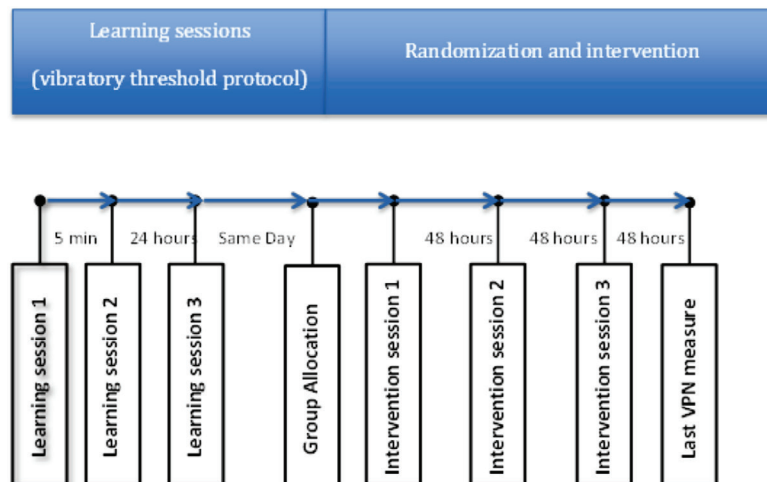 Learning sessions
(vibratory threshold protocol)
Randomization and intervention
5 min
24 hours
Same Day
48 hours
48 hours
48 hours
Learning session 1
Learning session 2
Learning session 3
Group Allocation
Intervention session 1
Intervention session 2
Intervention session 3
Last VPN measure